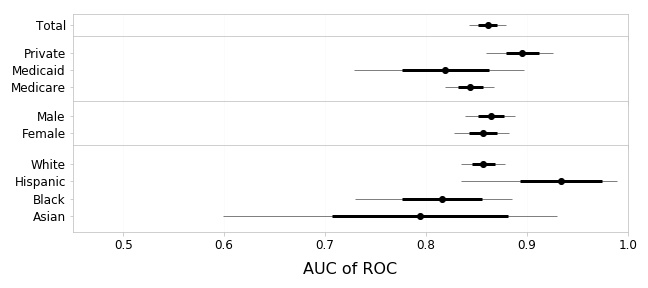 Total
Private
Medicaid
Medicare
Male
Female
White
Hispanic
Black
Asian
0.5 0.6 0.7 0.8 0.9 1.0
AUC of ROC